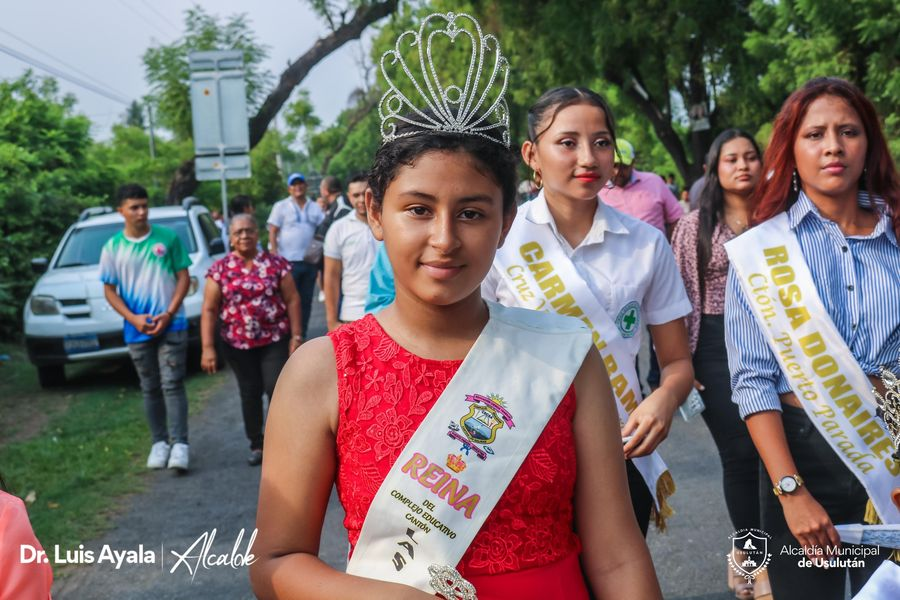 REINA
DEL
COMPLEJO EDUCATIVO
CANTÓN
LAS
CARMEN
ROSA DONAIRES
Ctón. Puerto Parada
Dr. Luis Ayala
Alcalde
Alcaldía Municipal
de Usulután